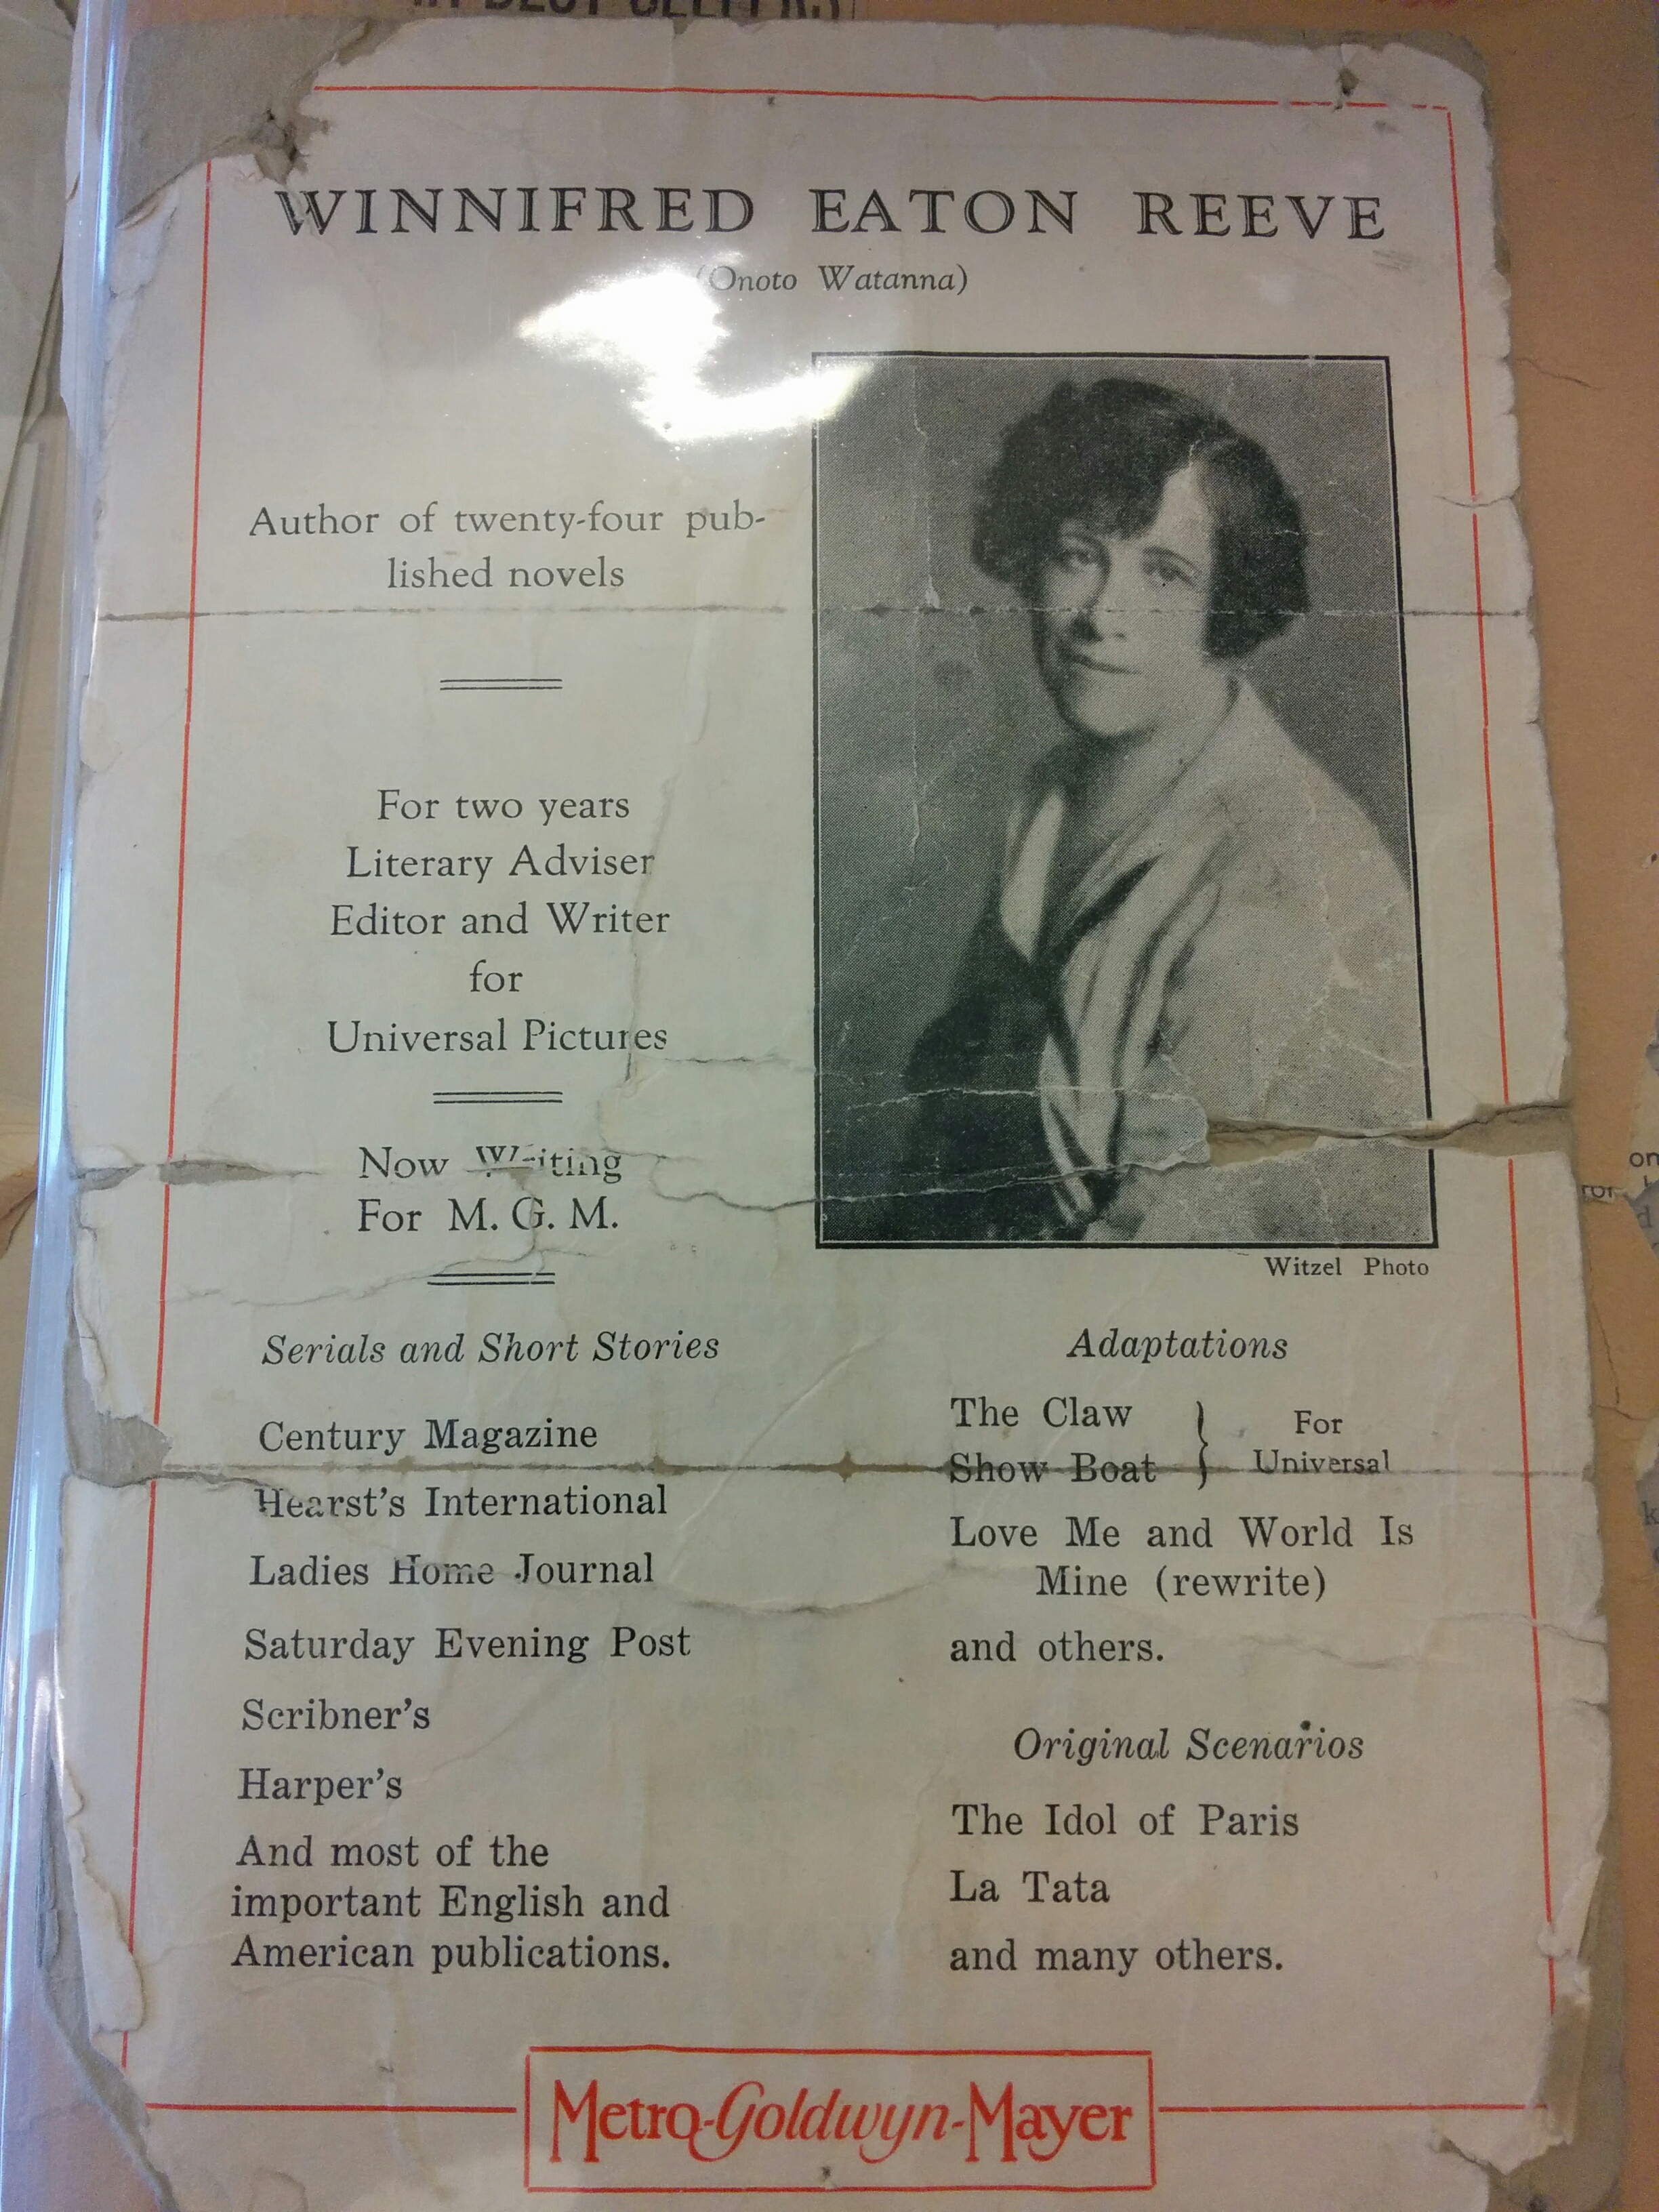 WINNIFRED EATON REEVE
(Onoto Watanna)
Author of twenty-four pub-
lished novels
For two years
Literary Adviser
Editor and Writer
for
Universal Pictures
Now Writing
For M. G. M.
Witzel Photo
Serials and Short Stories
Century Magazine
Hearst's International
Ladies Home Journal
Saturday Evening Post
Scribner's
Harper's
And most of the
important English and
American publications.
Adaptations
The Claw
Show Boat
} For
Universal
Love Me and World Is
Mine (rewrite)
and others.
Original Scenarios
The Idol of Paris
La Tata
and many others.
Metro-Goldwyn-Mayer